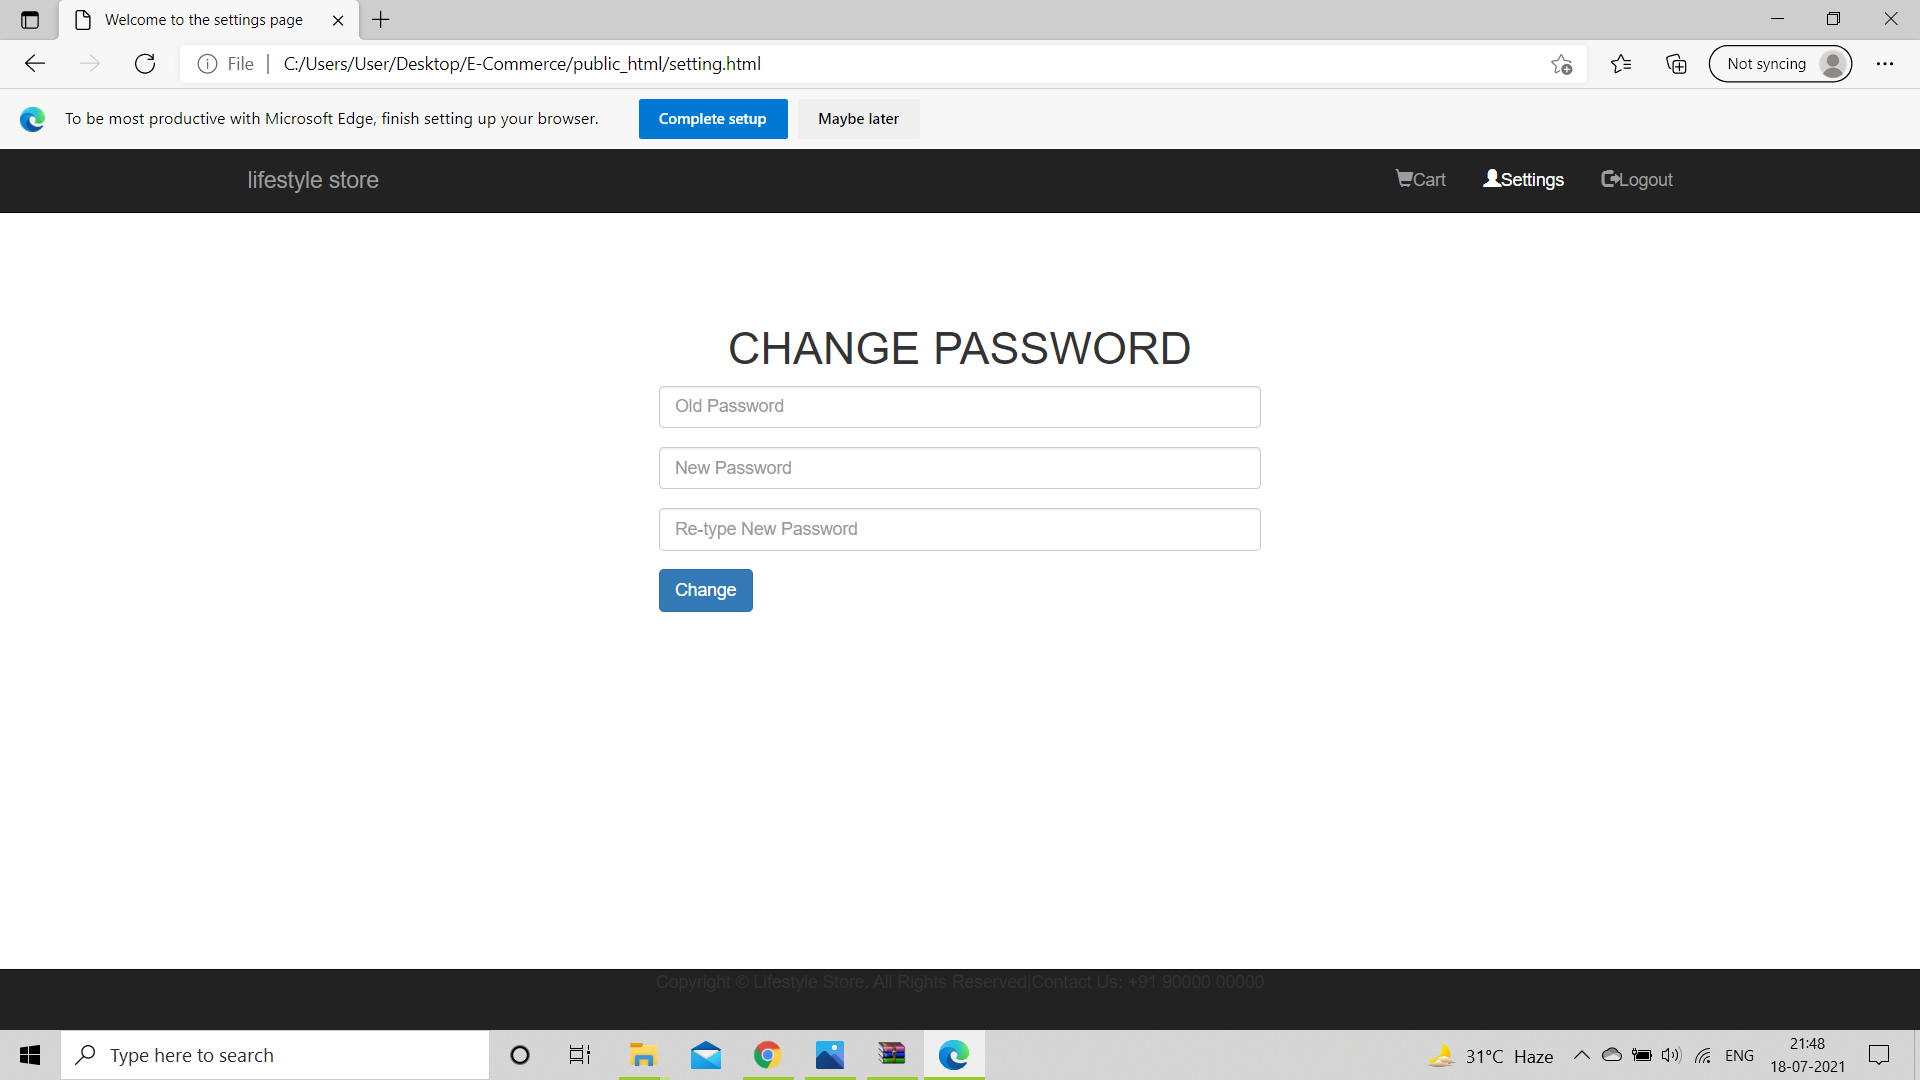 Welcome to the settings page
File C:/Users/User/Desktop/E-Commerce/public_html/setting.html
Not syncing
To be most productive with Microsoft Edge, finish setting up your browser. Complete setup Maybe later
lifestyle store Cart Settings Logout
CHANGE PASSWORD
Old Password
New Password
Re-type New Password
Change
Copyright © Lifestyle Store. All Rights Reserved|Contact Us: +91 90000 00000
Type here to search
31°C Haze
ENG
21:48
18-07-2021